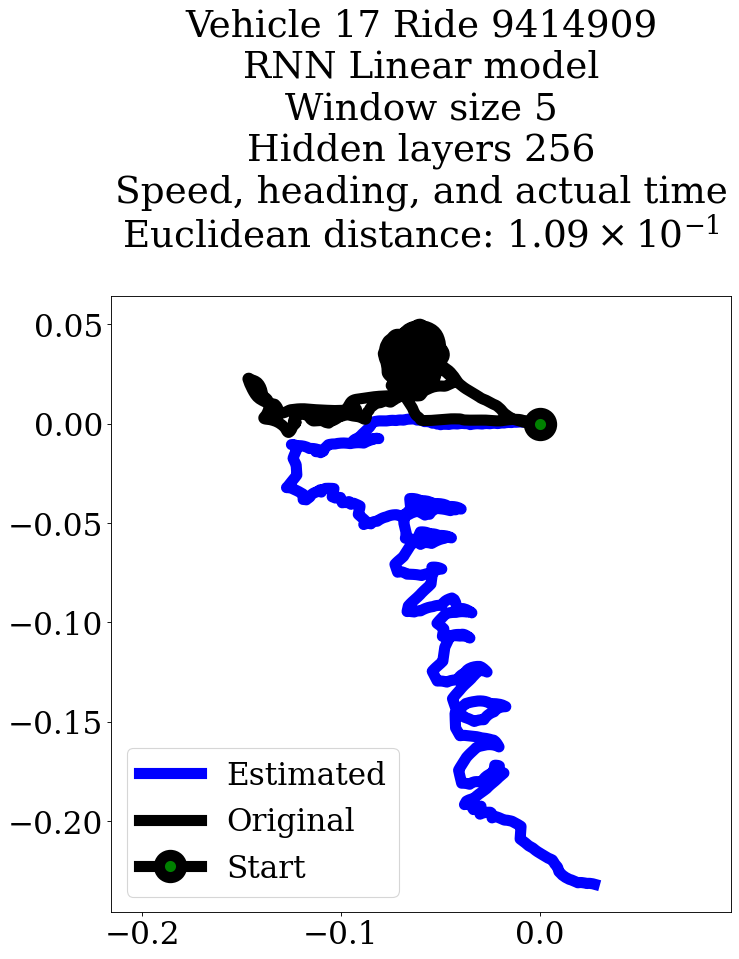 Vehicle 17 Ride 9414909
RNN Linear model
Window size 5
Hidden layers 256
Speed, heading, and actual time
Euclidean distance: 1.09 × 10⁻¹
0.05
0.00
−0.05
−0.10
−0.15
−0.20
Estimated
Original
Start
−0.2
−0.1
0.0